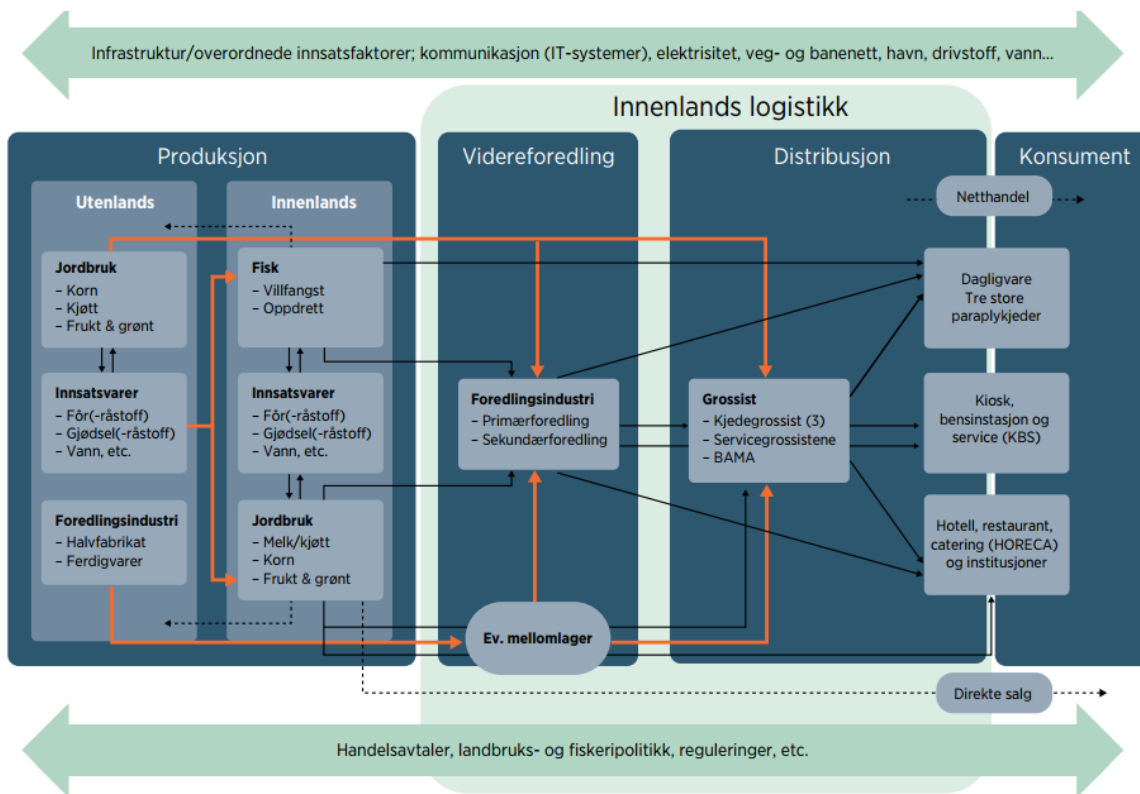 Infrastruktur/overordnede innsatsfaktorer; kommunikasjon (IT-systemer), elektrisitet, veg- og banenett, havn, drivstoff, vann...
Innenlands logistikk
Produksjon
Videreforedling
Distribusjon
Konsument
Utenlands
Innenlands
Netthandel
Jordbruk
– Korn
– Kjøtt
– Frukt & grønt
Fisk
– Villfangst
– Oppdrett
Dagligvare
Tre store
paraplykjeder
Innsatsvarer
– Fôr(-råstoff)
– Gjødsel(-råstoff)
– Vann, etc.
Innsatsvarer
– Fôr(-råstoff)
– Gjødsel(-råstoff)
– Vann, etc.
Foredlingsindustri
– Primærforedling
– Sekundærforedling
Grossist
– Kjedegrossist (3)
– Servicegrossistene
– BAMA
Kiosk,
bensinstasjon og
service (KBS)
Foredlingsindustri
– Halvfabrikat
– Ferdigvarer
Jordbruk
– Melk/kjøtt
– Korn
– Frukt & grønt
Hotell, restaurant,
catering (HORECA)
og institusjoner
Ev. mellomlager
Direkte salg
Handelsavtaler, landbruks- og fiskeripolitikk, reguleringer, etc.